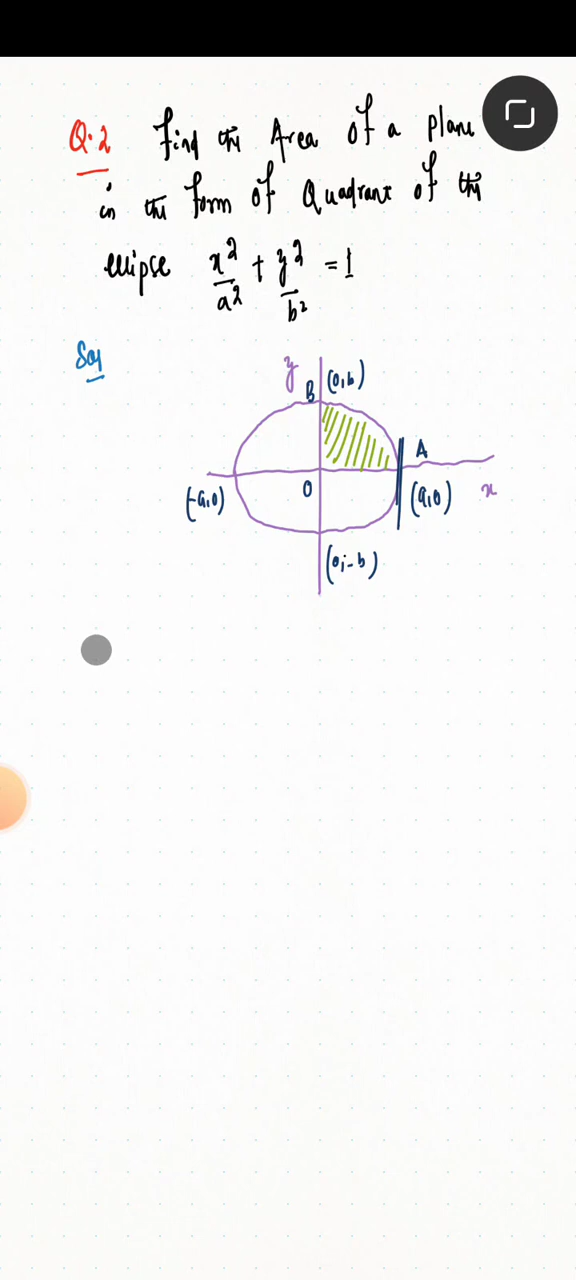 Q.2 Find the Area of a plane
in the form of Quadrant of the
ellipse x²/a² + y²/b² = 1
Sol
y
B (0,b)
A
(-a,0) O (a,0) x
(0,-b)